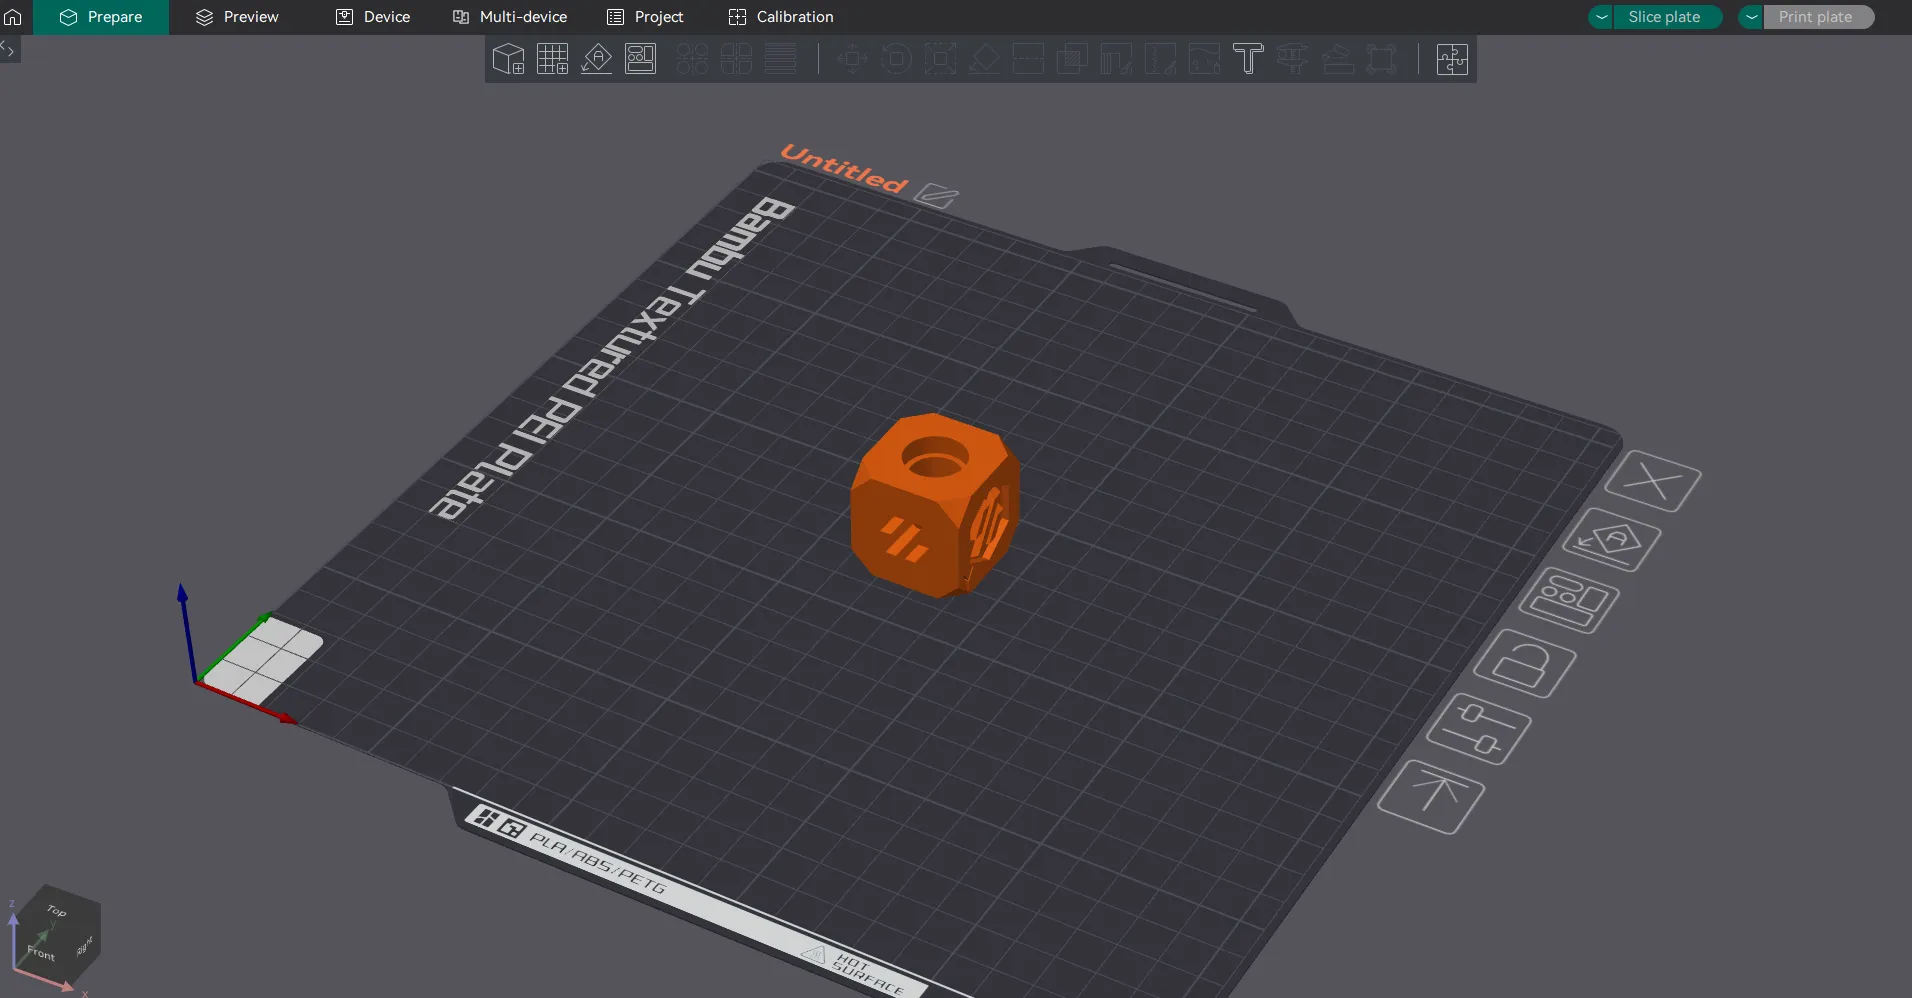 Prepare
Preview
Device
Multi-device
Project
Calibration
Slice plate
Print plate
Untitled
Bambu Textured PEI Plate
PLA/ABS/PETG
HOT
SURFACE
Top
Front
Right
z
y
x
A
A